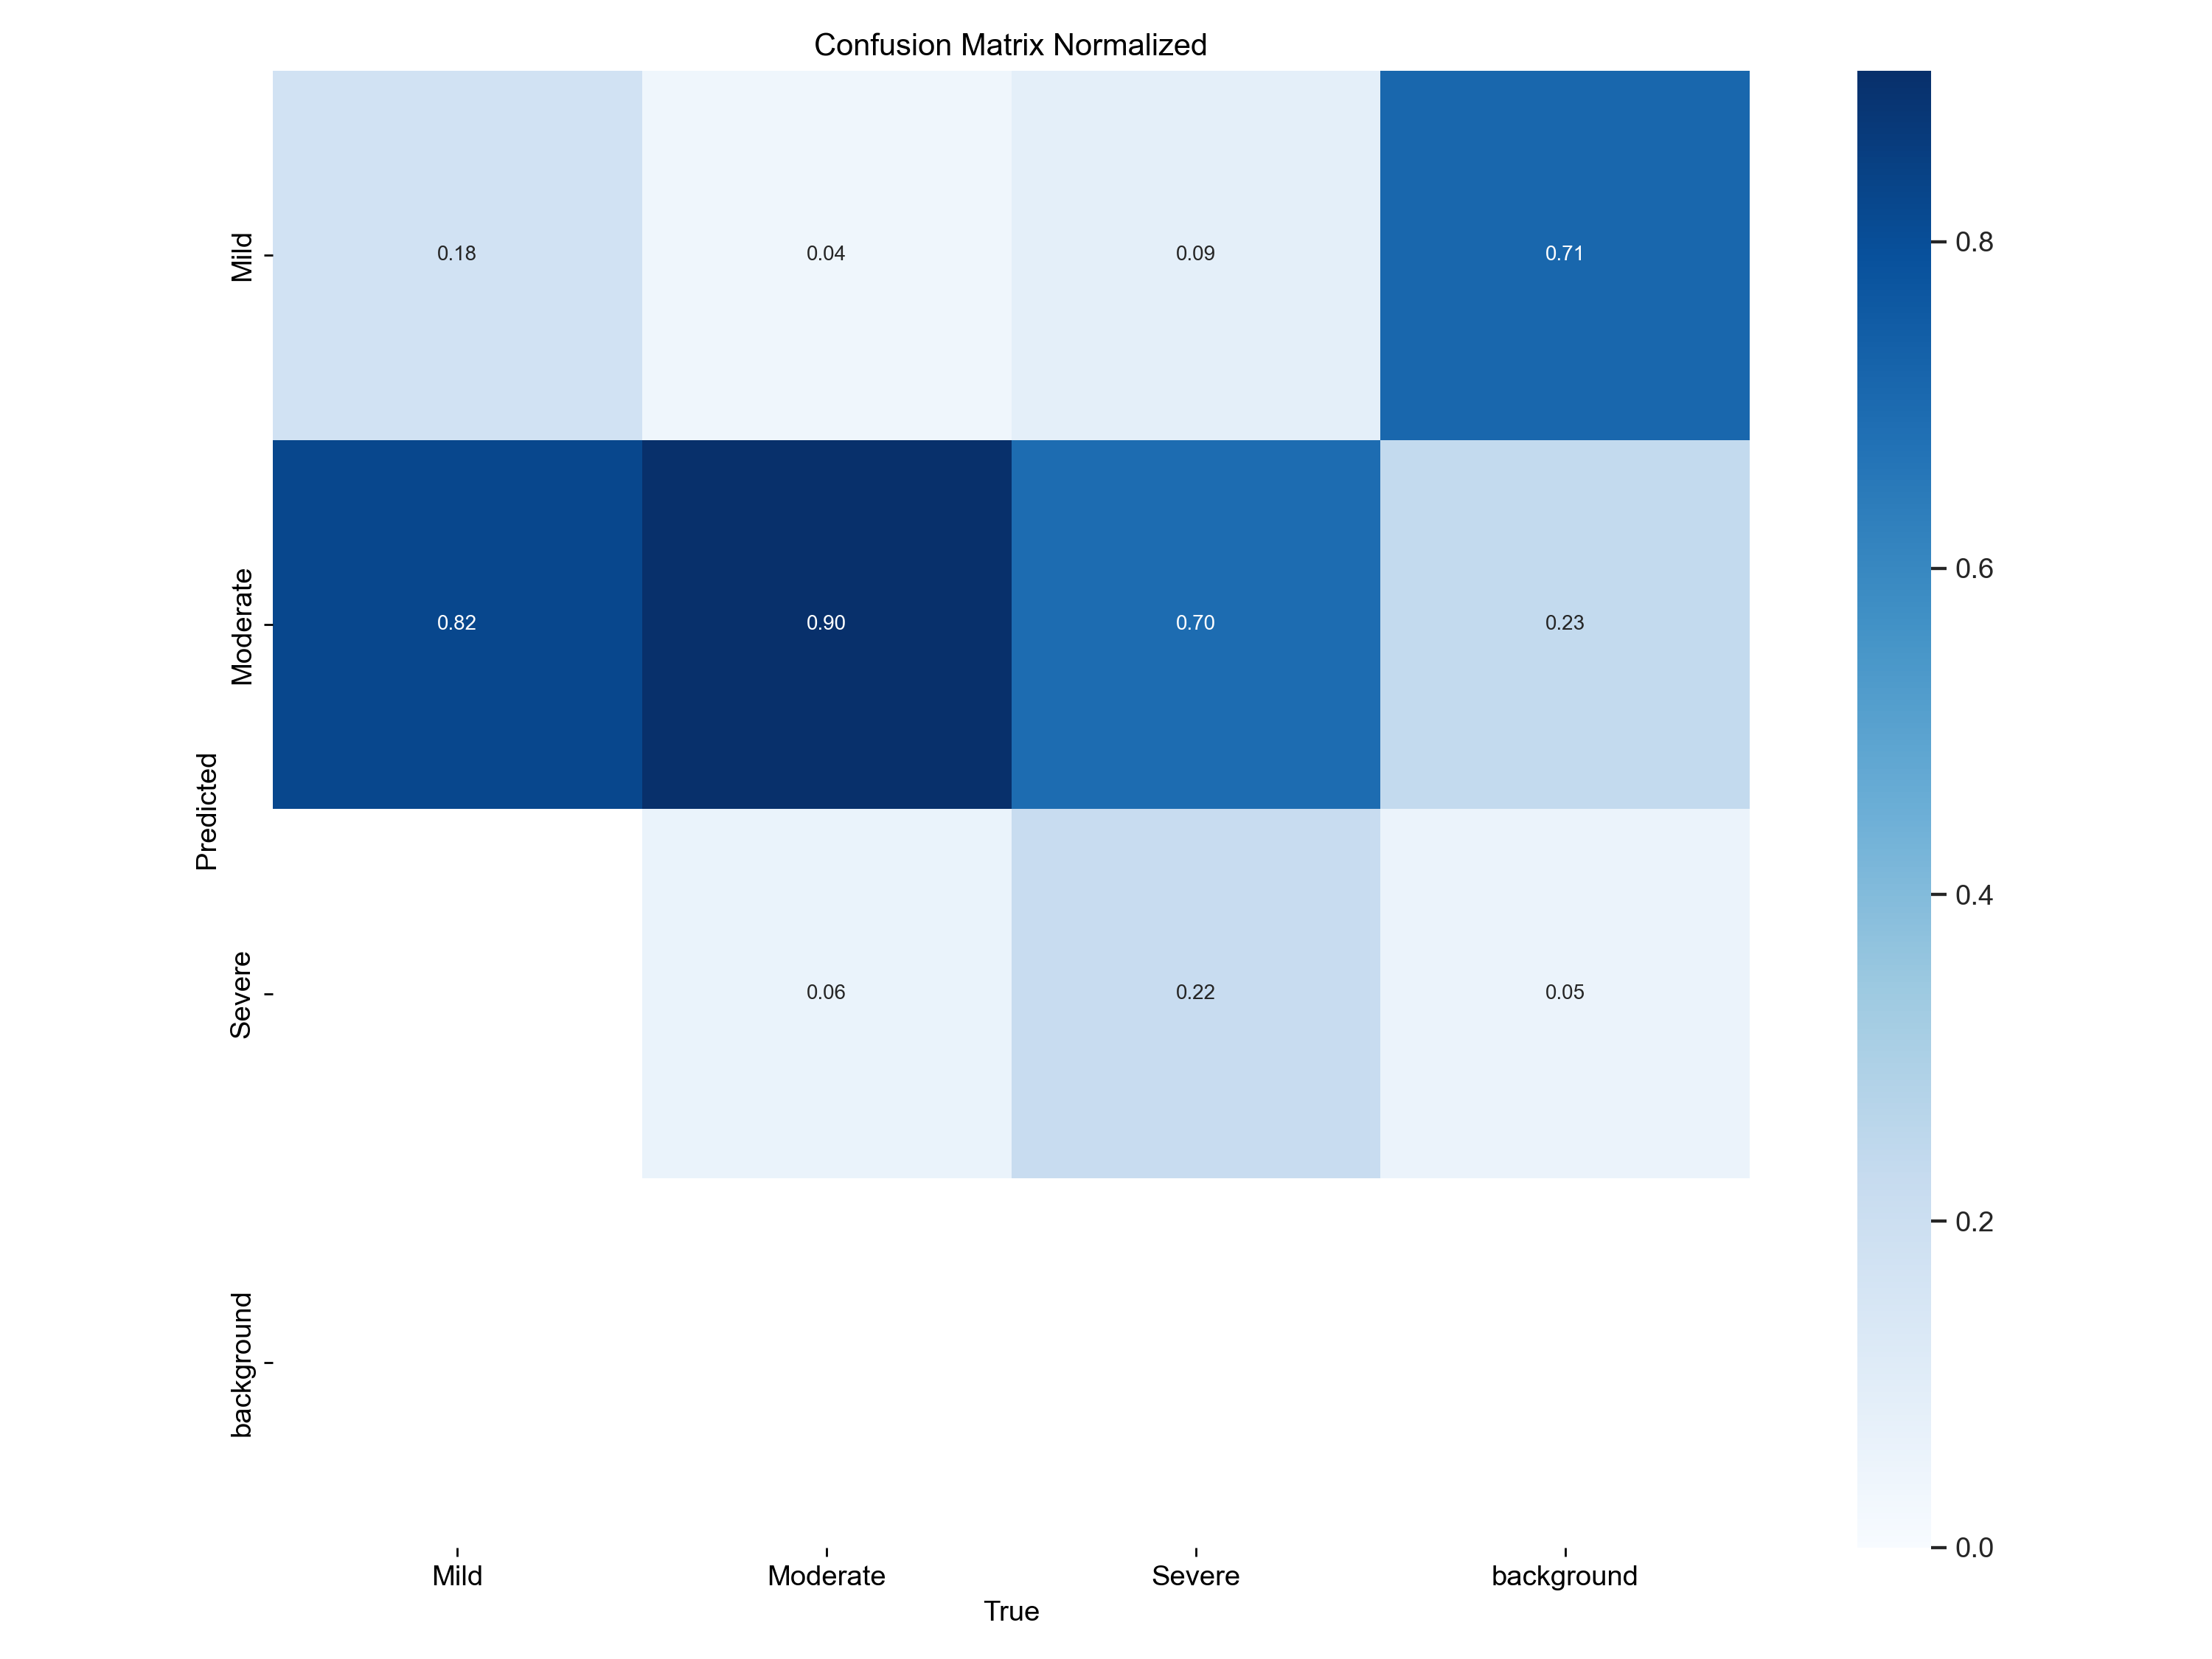 Confusion Matrix Normalized
Mild
0.18
0.04
0.09
0.71
0.8
Moderate
0.82
0.90
0.70
0.23
0.6
Predicted
0.4
Severe
0.06
0.22
0.05
0.2
background
0.0
Mild
Moderate
Severe
background
True